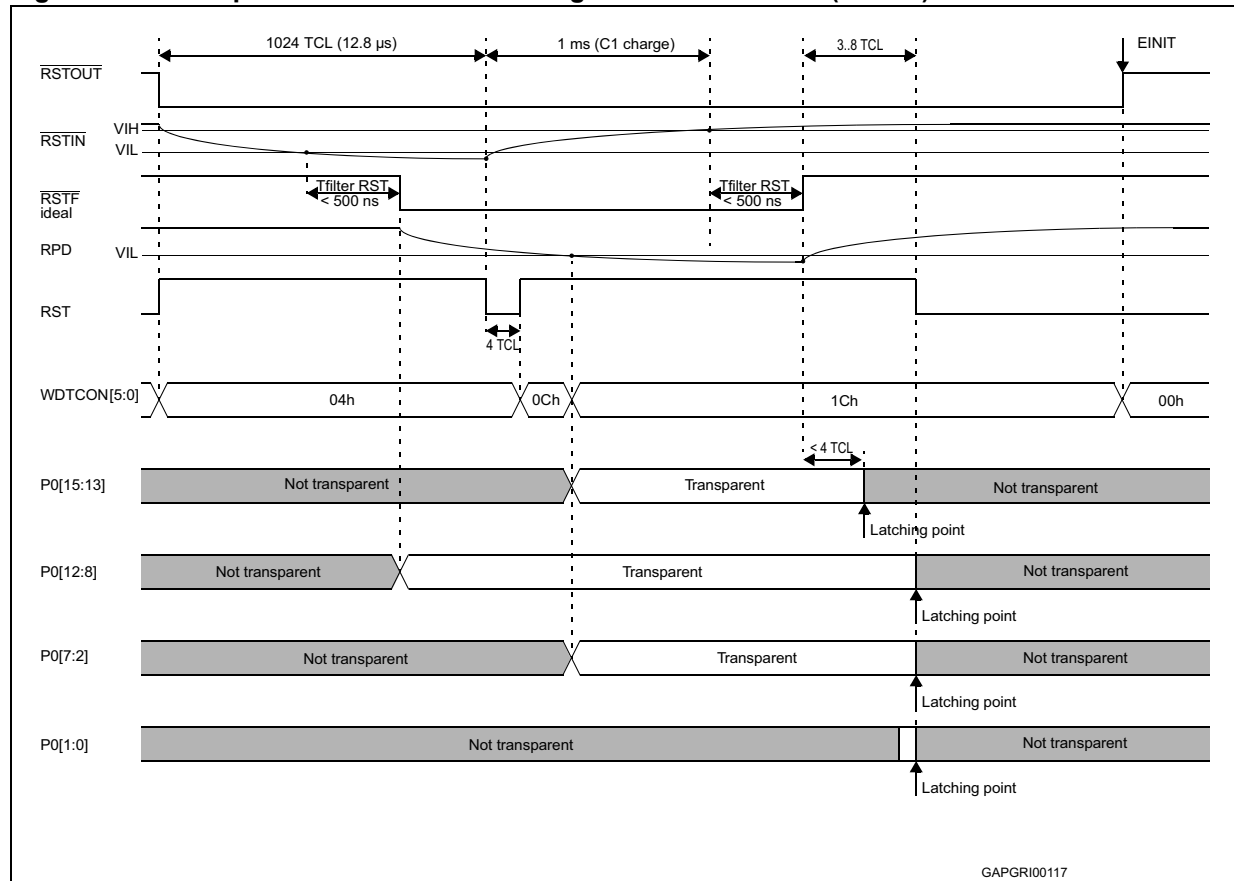 1024 TCL (12.8 µs)
1 ms (C1 charge)
3..8 TCL
EINIT
RSTOUT
RSTIN
VIH
VIL
Tfilter RST
< 500 ns
Tfilter RST
< 500 ns
RSTF
ideal
RPD
VIL
RST
4 TCL
WDTCON[5:0]
04h
0Ch
1Ch
00h
< 4 TCL
P0[15:13]
Not transparent
Transparent
Not transparent
Latching point
P0[12:8]
Not transparent
Transparent
Not transparent
Latching point
P0[7:2]
Not transparent
Transparent
Not transparent
Latching point
P0[1:0]
Not transparent
Not transparent
Latching point
GAPGRI00117